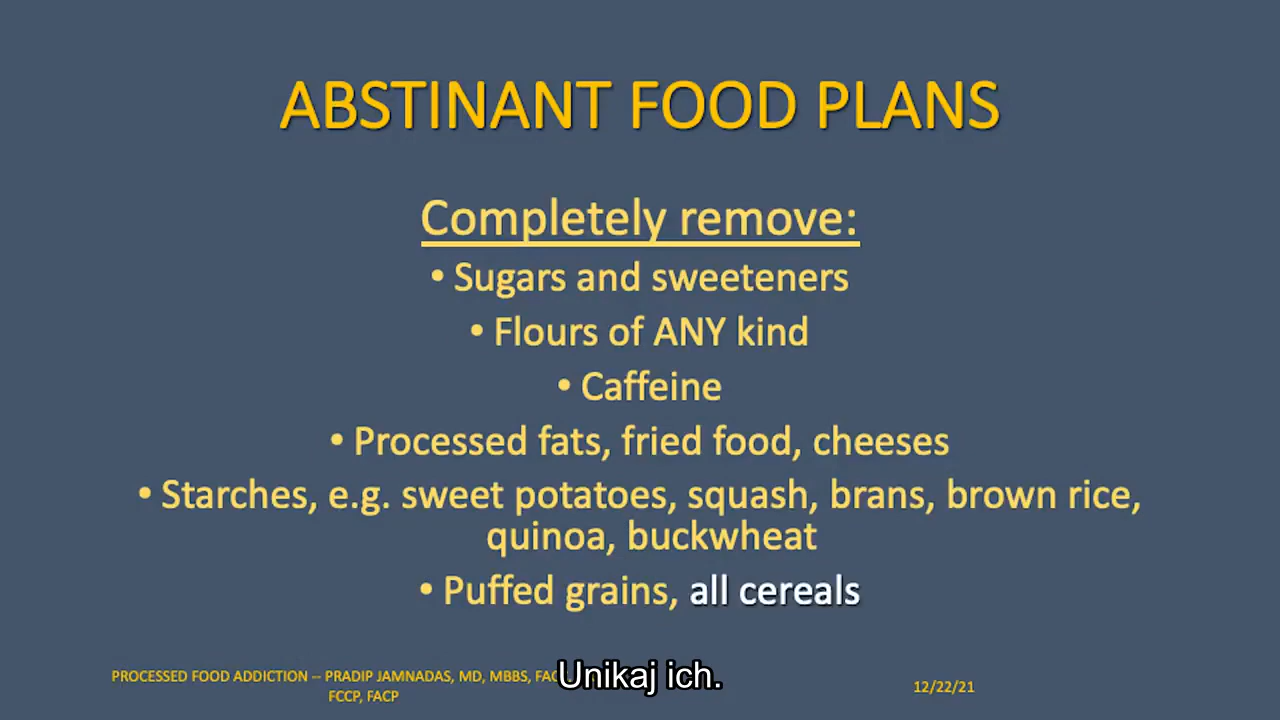 ABSTINANT FOOD PLANS
Completely remove:
• Sugars and sweeteners
• Flours of ANY kind
• Caffeine
• Processed fats, fried food, cheeses
• Starches, e.g. sweet potatoes, squash, brans, brown rice,
quinoa, buckwheat
• Puffed grains, all cereals
PROCESSED FOOD ADDICTION -- PRADIP JAMNADAS, MD, MBBS,
FCCP, FACP
Unikaj ich.
12/22/21